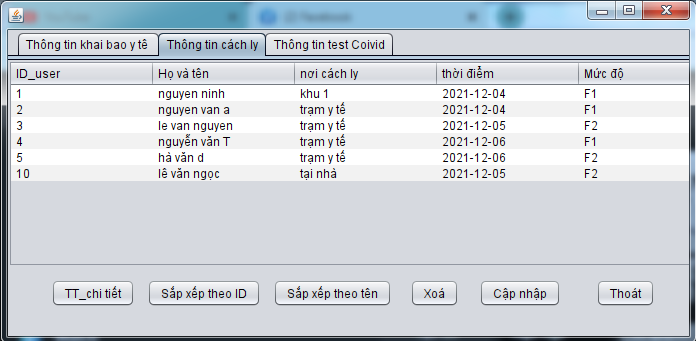 Thông tin khai bao y tê Thông tin cách ly Thông tin test Coivid
ID_user Họ và tên nơi cách ly thời điểm Mức độ
1 nguyen ninh khu 1 2021-12-04 F1
2 nguyen van a trạm y tế 2021-12-04 F1
3 le van nguyen trạm y tế 2021-12-05 F2
4 nguyễn văn T trạm y tế 2021-12-06 F1
5 hà văn d trạm y tế 2021-12-06 F2
10 lê văn ngọc tại nhà 2021-12-05 F2
TT_chi tiết Sắp xếp theo ID Sắp xếp theo tên Xoá Cập nhập Thoát